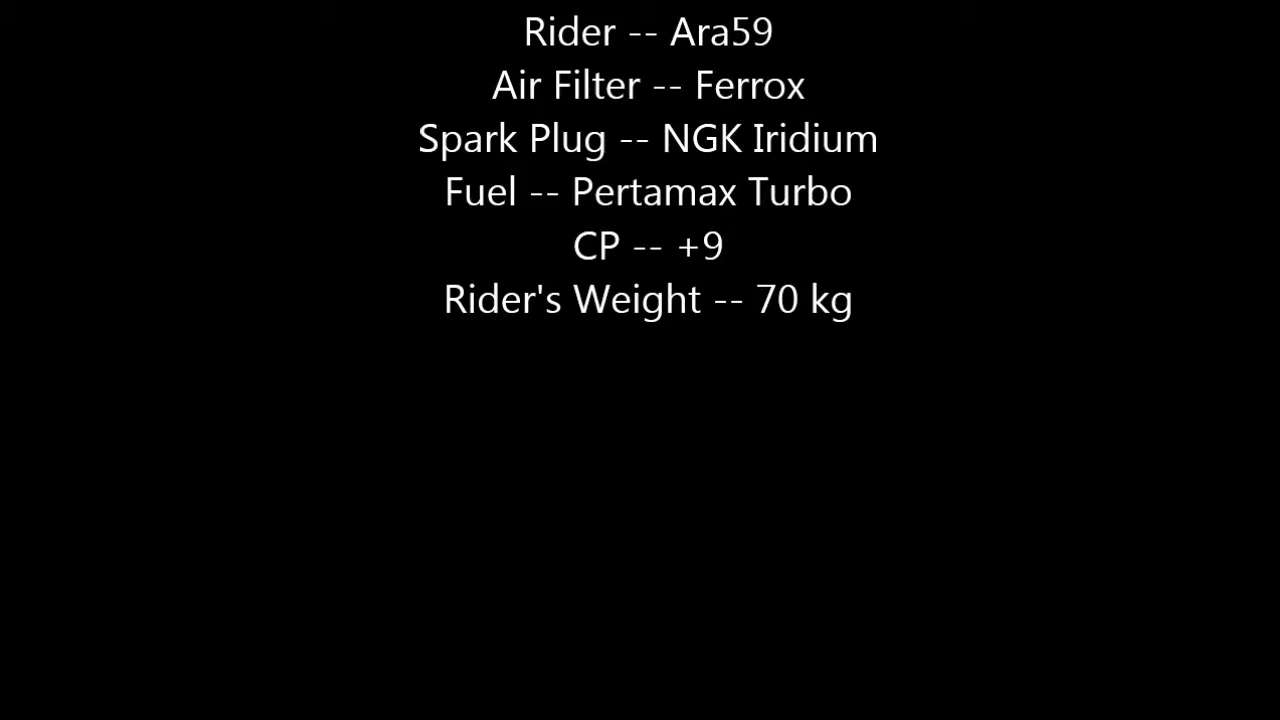 Rider -- Ara59
Air Filter -- Ferrox
Spark Plug -- NGK Iridium
Fuel -- Pertamax Turbo
CP -- +9
Rider's Weight -- 70 kg